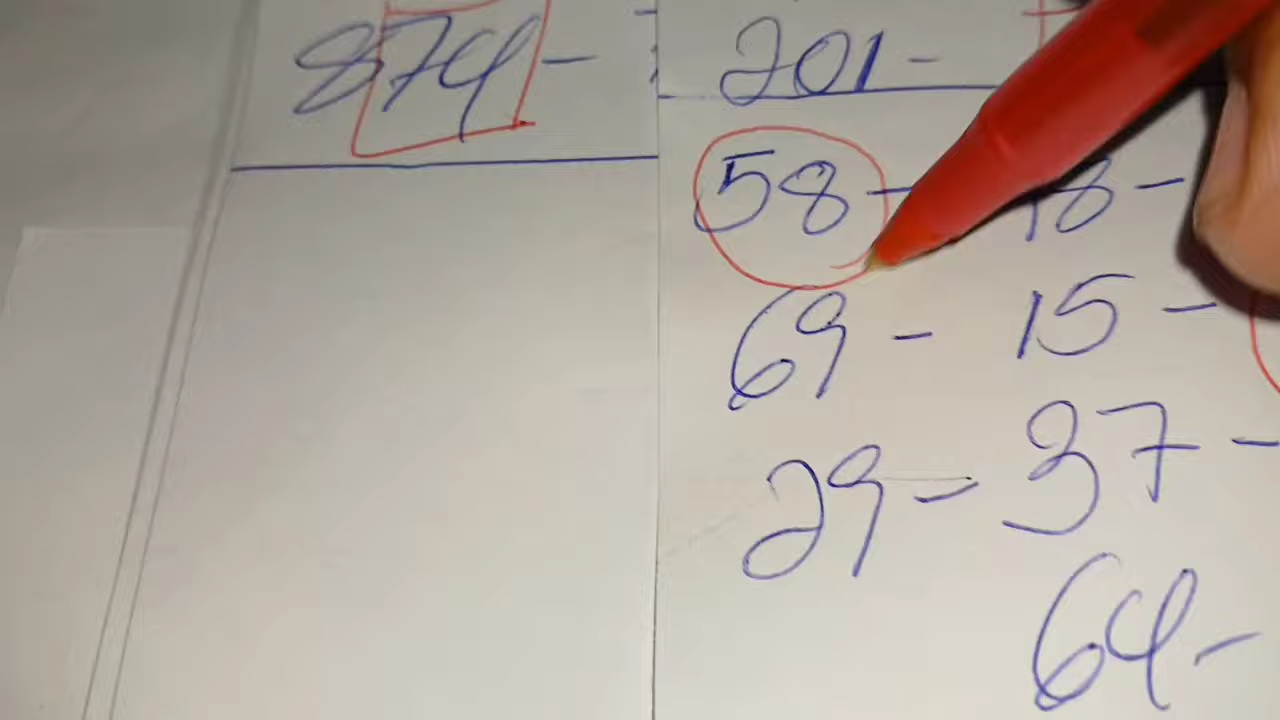 874 -
201 -
58 -
69 - 15 -
29 - 37 -
64 -